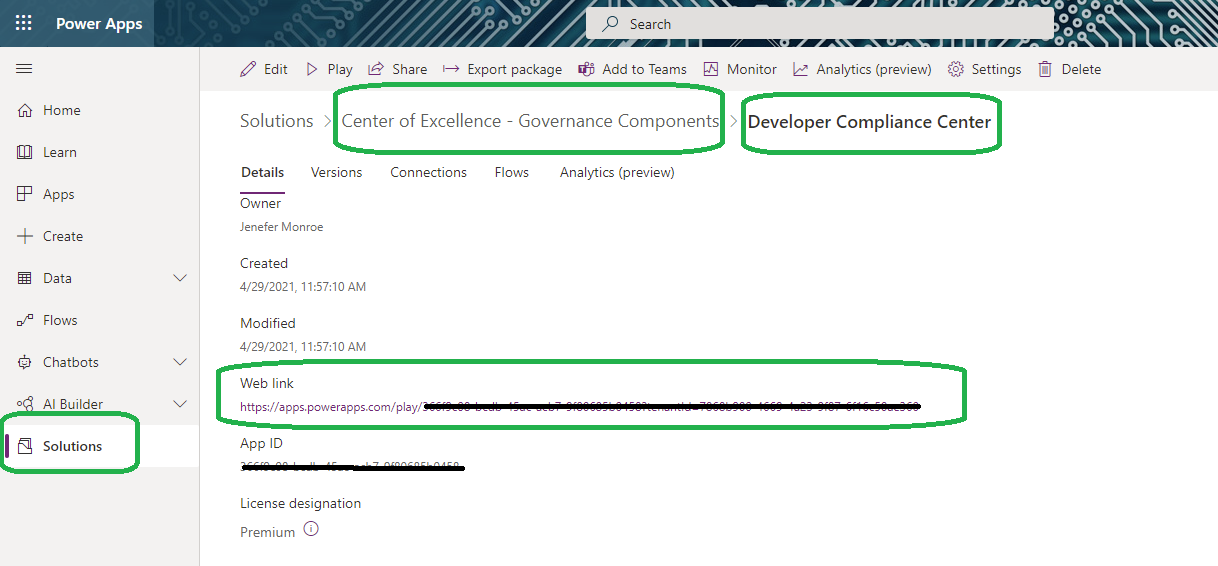 Power Apps
Search
Edit Play Share Export package Add to Teams Monitor Analytics (preview) Settings Delete
Home
Learn
Apps
Create
Data
Flows
Chatbots
AI Builder
Solutions
Solutions > Center of Excellence - Governance Components > Developer Compliance Center
Details Versions Connections Flows Analytics (preview)
Owner
Jenefer Monroe
Created
4/29/2021, 11:57:10 AM
Modified
4/29/2021, 11:57:10 AM
Web link
https://apps.powerapps.com/play/
App ID
License designation
Premium